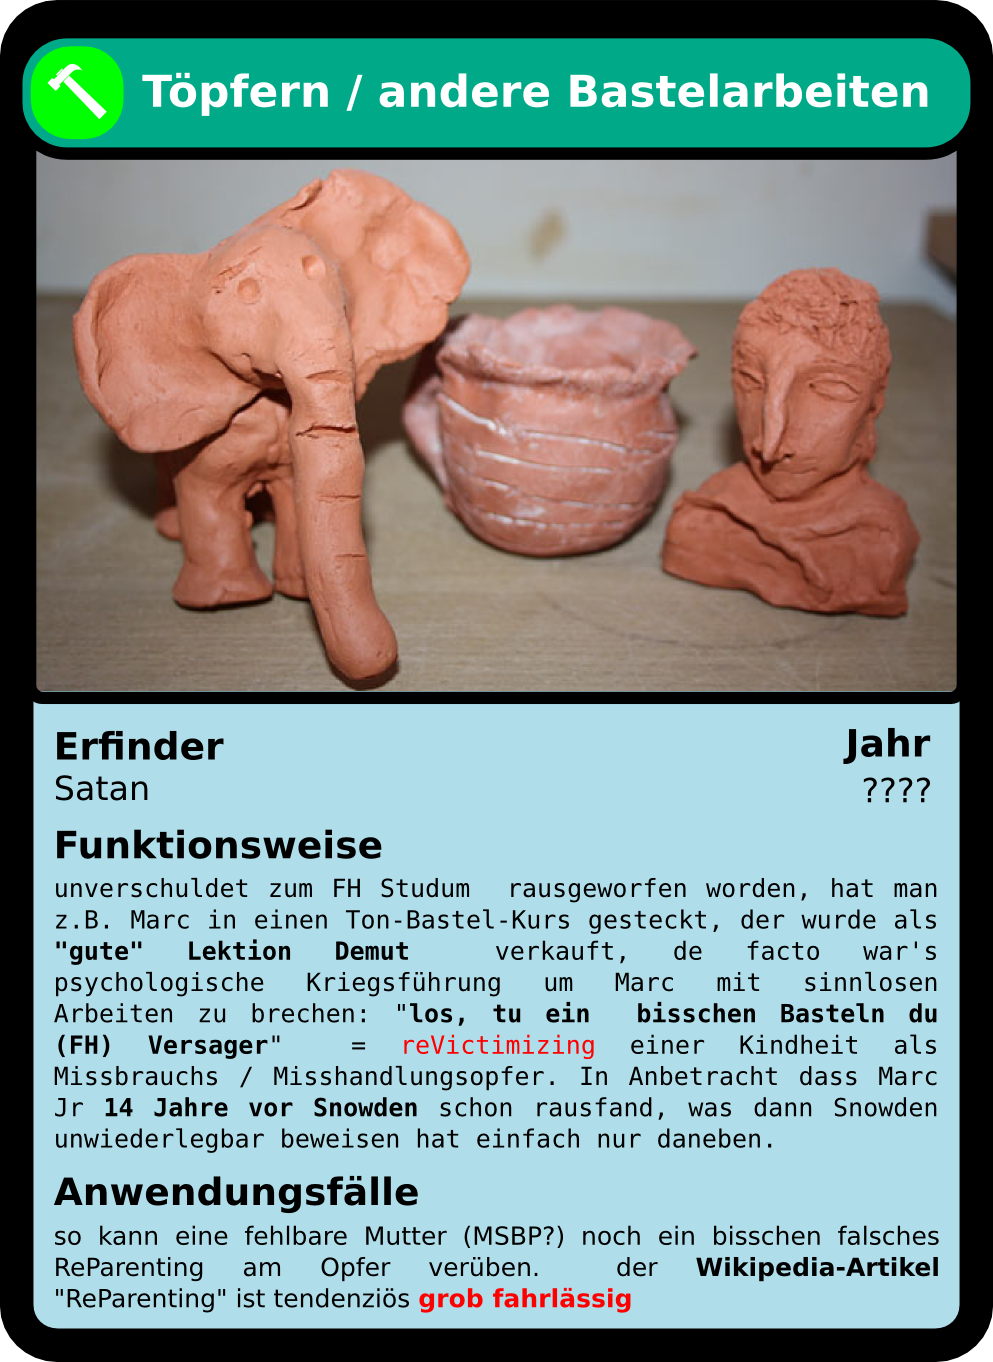 Töpfern / andere Bastelarbeiten
Erfinder
Jahr
Satan
????
Funktionsweise
unverschuldet zum FH Studum rausgeworfen worden, hat man
z.B. Marc in einen Ton-Bastel-Kurs gesteckt, der wurde als
"gute" Lektion Demut verkauft, de facto war's
psychologische Kriegsführung um Marc mit sinnlosen
Arbeiten zu brechen: "los, tu ein bisschen Basteln du
(FH) Versager" = reVictimizing einer Kindheit als
Missbrauchs / Misshandlungsopfer. In Anbetracht dass Marc
Jr 14 Jahre vor Snowden schon rausfand, was dann Snowden
unwiederlegbar beweisen hat einfach nur daneben.
Anwendungsfälle
so kann eine fehlbare Mutter (MSBP?) noch ein bisschen falsches
ReParenting am Opfer verüben. der Wikipedia-Artikel
"ReParenting" ist tendenziös grob fahrlässig